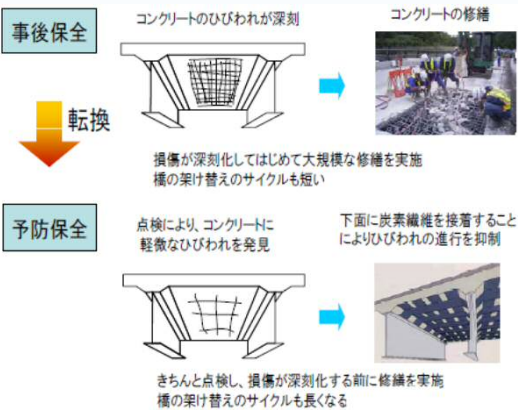 事後保全
コンクリートのひびわれが深刻
コンクリートの修繕
転換
損傷が深刻化してはじめて大規模な修繕を実施
橋の架け替えのサイクルも短い
予防保全
点検により、コンクリートに
軽微なひびわれを発見
下面に炭素繊維を接着すること
によりひびわれの進行を抑制
きちんと点検し、損傷が深刻化する前に修繕を実施
橋の架け替えのサイクルも長くなる